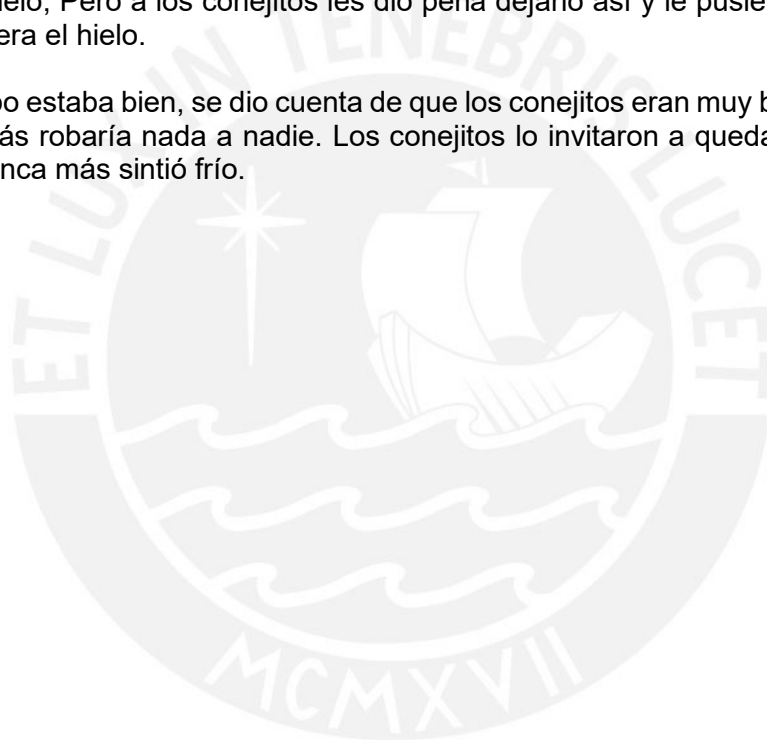 ielo, Pero a los conejitos les dio pena dejarlo así y le pusie
era el hielo.
oo estaba bien, se dio cuenta de que los conejitos eran muy b
ás robaría nada a nadie. Los conejitos lo invitaron a queda
nca más sintió frío.
ET LUX IN TENEBRIS LUCET
MCMXVII